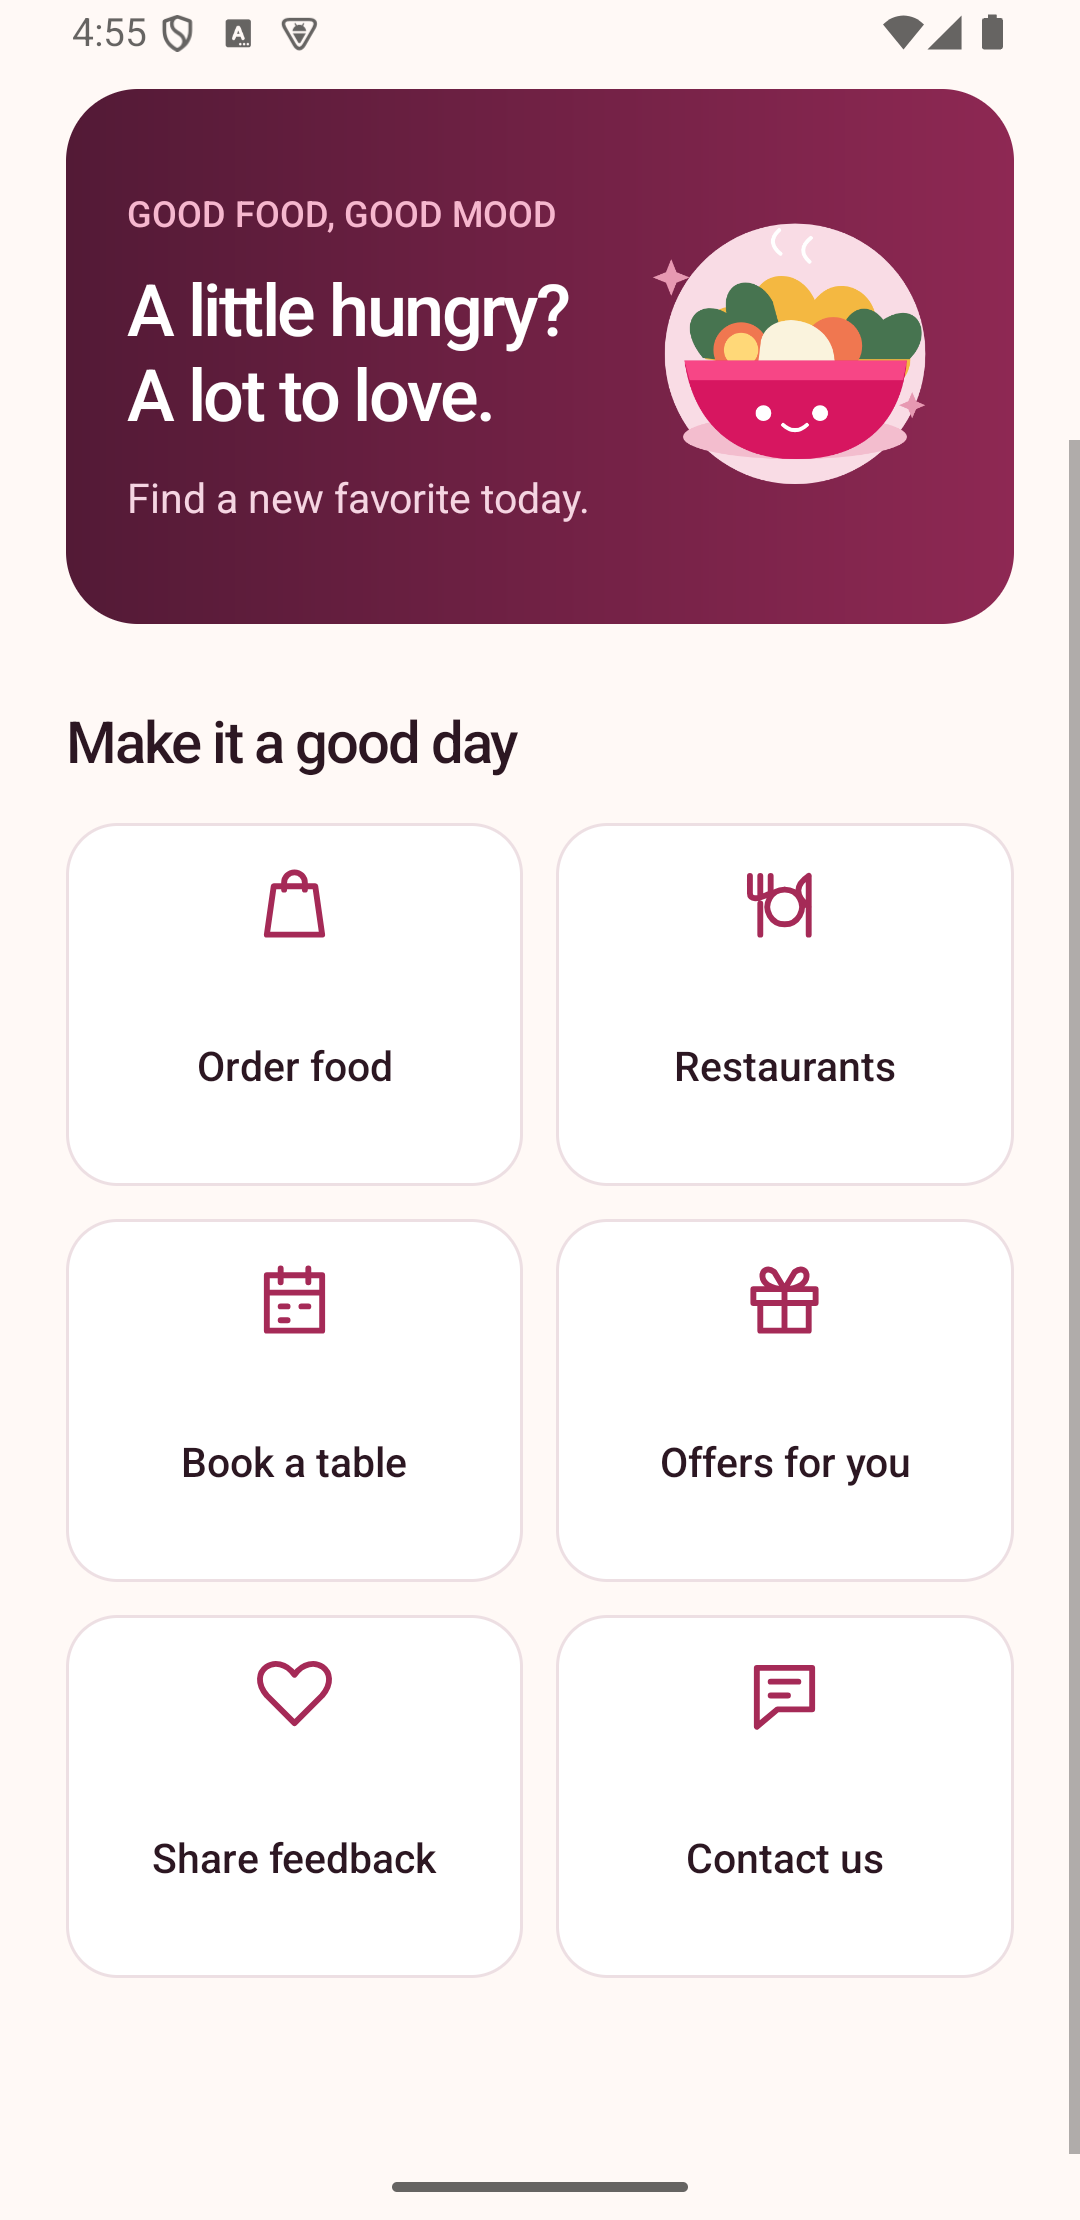 4:55
GOOD FOOD, GOOD MOOD
A little hungry?
A lot to love.
Find a new favorite today.
Make it a good day
Order food
Restaurants
Book a table
Offers for you
Share feedback
Contact us